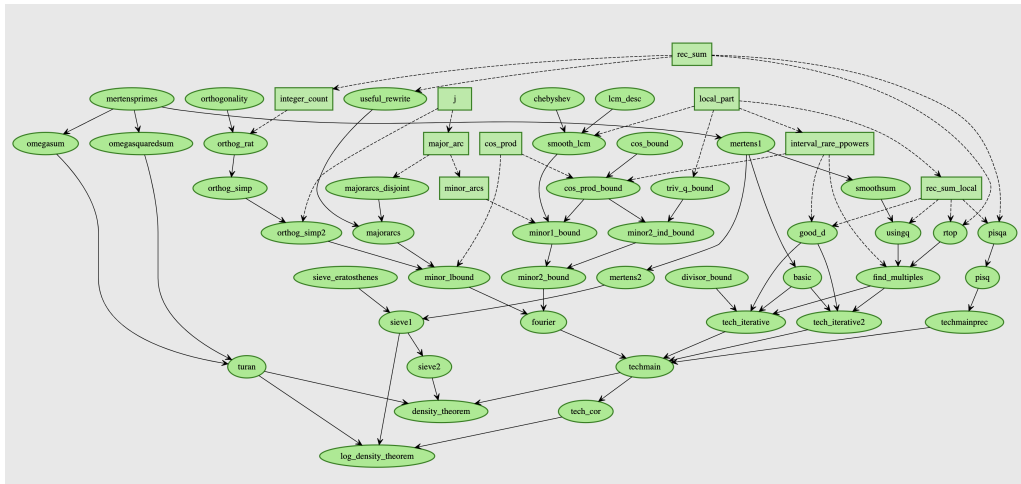 rec_sum
mertensprimes
orthogonality
integer_count
useful_rewrite
j
chebyshev
lcm_desc
local_part
omegasum
omegasquaredsum
orthog_rat
major_arc
cos_prod
smooth_lcm
cos_bound
mertens1
interval_rare_ppowers
orthog_simp
majorarcs_disjoint
minor_arcs
cos_prod_bound
triv_q_bound
smoothsum
rec_sum_local
orthog_simp2
majorarcs
minor1_bound
minor2_ind_bound
good_d
usingq
rtop
pisqa
sieve_eratosthenes
minor_lbound
minor2_bound
mertens2
divisor_bound
basic
find_multiples
pisq
sieve1
fourier
tech_iterative
tech_iterative2
techmainprec
turan
sieve2
techmain
density_theorem
tech_cor
log_density_theorem